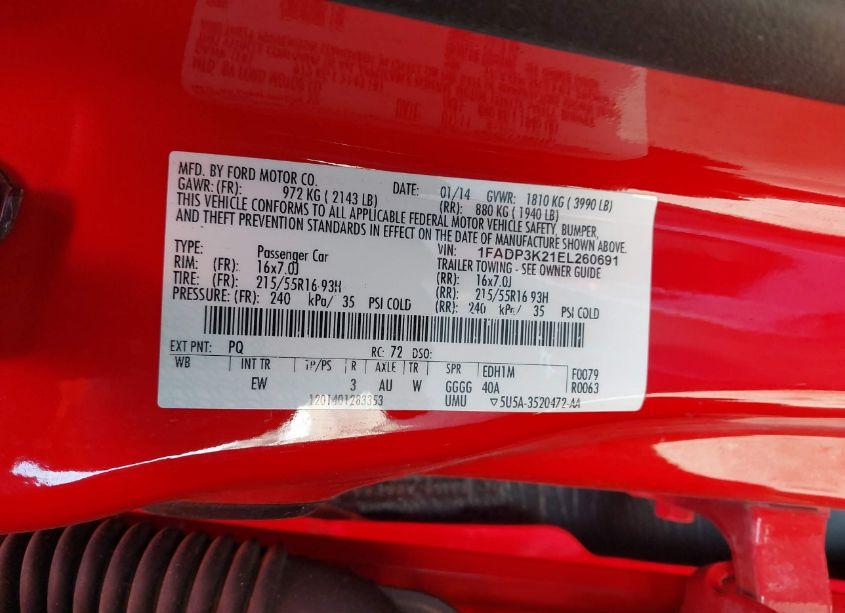 MFD. BY FORD MOTOR CO. DATE: 01/14 GVWR: 1810 KG ( 3990 LB)
GAWR: (FR): 972 KG ( 2143 LB) (RR): 880 KG ( 1940 LB)
THIS VEHICLE CONFORMS TO ALL APPLICABLE FEDERAL MOTOR VEHICLE SAFETY, BUMPER,
AND THEFT PREVENTION STANDARDS IN EFFECT ON THE DATE OF MANUFACTURE SHOWN ABOVE.
VIN: 1FADP3K21EL260691
TYPE: Passenger Car TRAILER TOWING - SEE OWNER GUIDE
RIM: (FR): 16x7.0J (RR): 16x7.0J
TIRE: (FR): 215/55R16 93H (RR): 215/55R16 93H
PRESSURE: (FR): 240 kPa/ 35 PSI COLD (RR): 240 kPa/ 35 PSI COLD
EXT PNT: PQ RC: 72 DSO:
WB INT TR TP/PS R AXLE TR SPR EDH1M F0079
EW 3 AU W GGGG 40A R0063
1201401283353 UMU ▽5U5A-3520472-AA